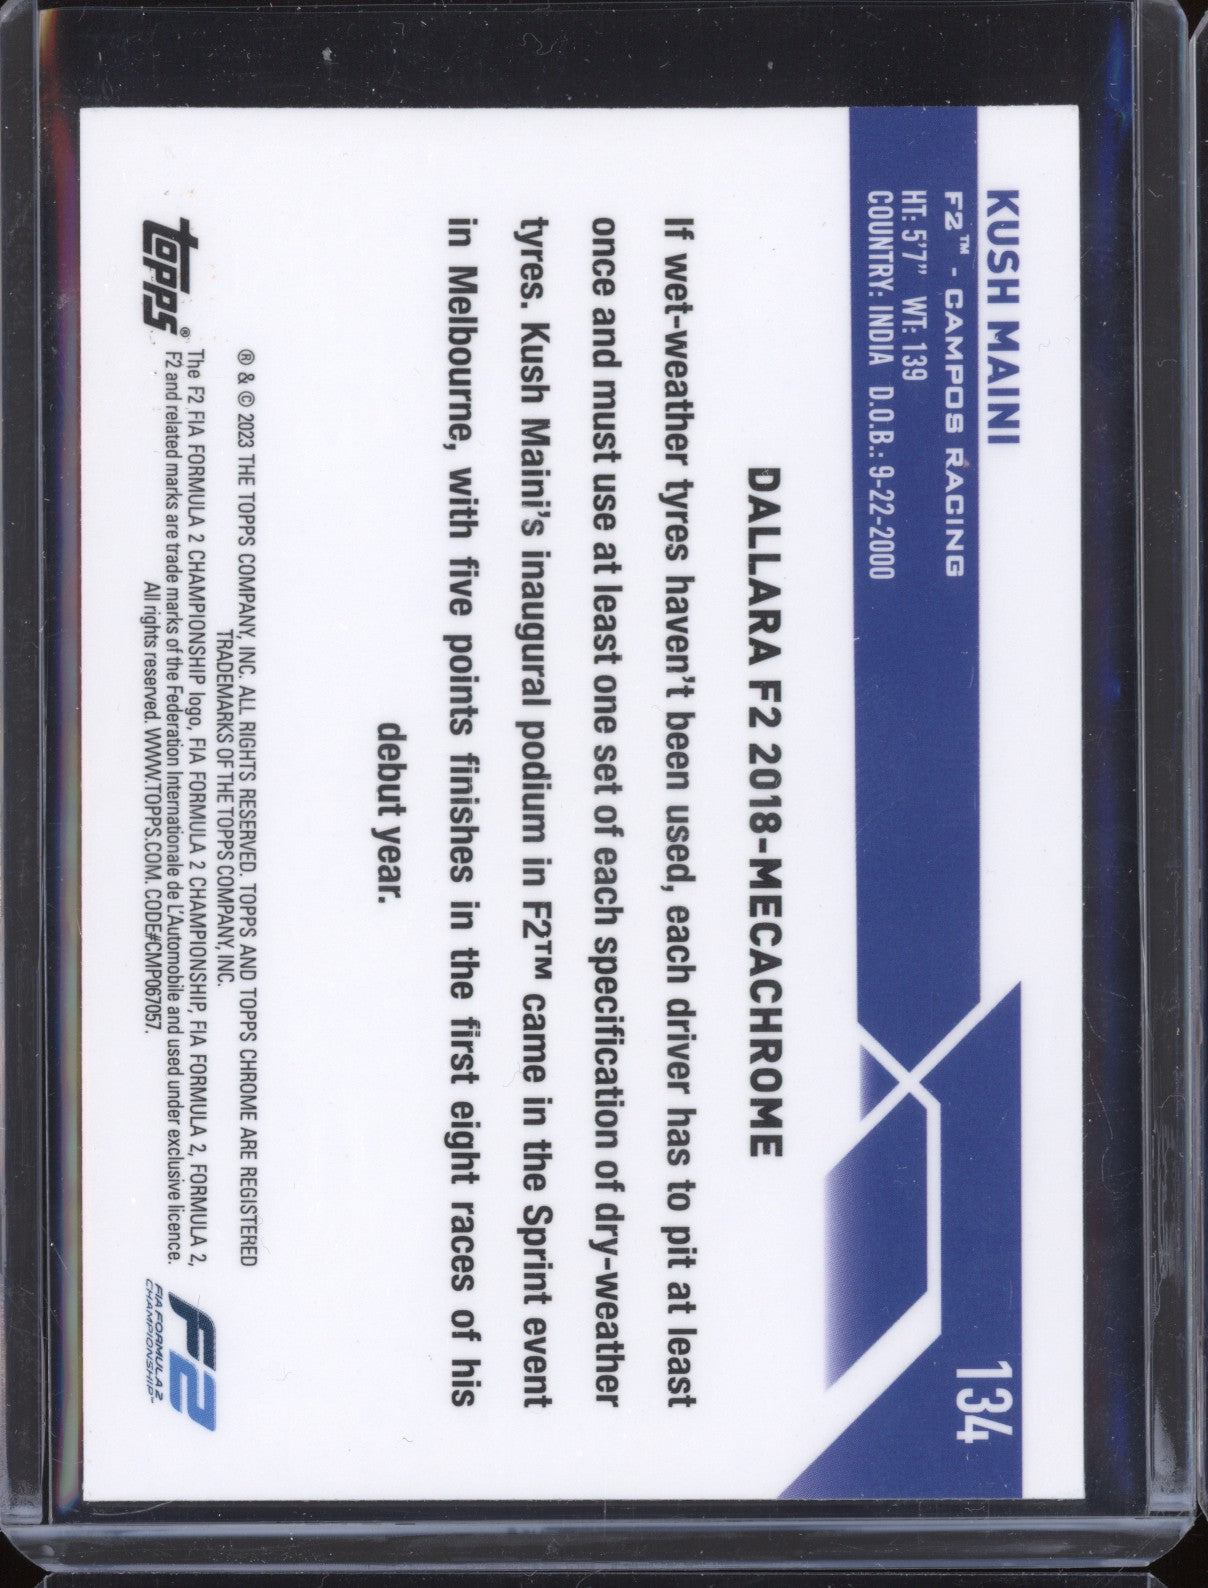 KUSH MAINI
F2™ - CAMPOS RACING
HT: 5'7" WT: 139
COUNTRY: INDIA D.O.B.: 9-22-2000
134
DALLARA F2 2018-MECACHROME
If wet-weather tyres haven't been used, each driver has to pit at least
once and must use at least one set of each specification of dry-weather
tyres. Kush Maini's inaugural podium in F2™ came in the Sprint event
in Melbourne, with five points finishes in the first eight races of his
debut year.
® & © 2023 THE TOPPS COMPANY, INC. ALL RIGHTS RESERVED. TOPPS AND TOPPS CHROME ARE REGISTERED
TRADEMARKS OF THE TOPPS COMPANY, INC.
The F2 FIA FORMULA 2 CHAMPIONSHIP logo, FIA FORMULA 2 CHAMPIONSHIP, FIA FORMULA 2, FORMULA 2,
F2 and related marks are trade marks of the Federation Internationale de L'Automobile and used under exclusive licence.
All rights reserved. WWW.TOPPS.COM. CODE#CMP067057.
topps®
F2
FIA FORMULA 2
CHAMPIONSHIP™